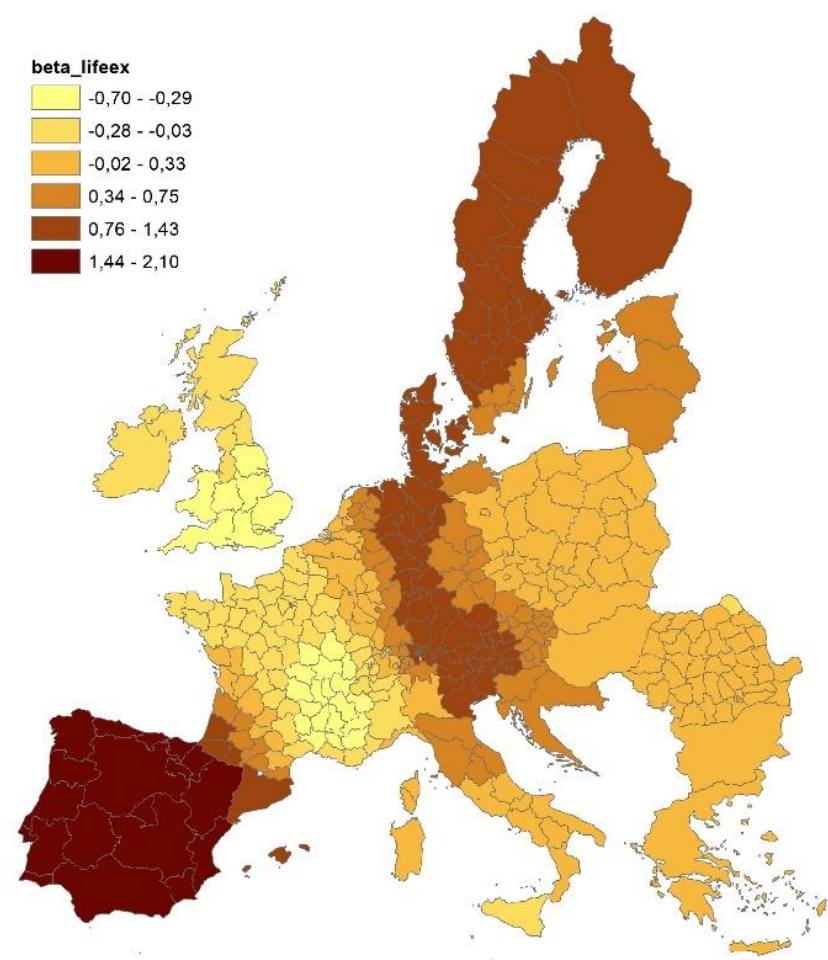 beta_lifeex
-0,70 - -0,29
-0,28 - -0,03
-0,02 - 0,33
0,34 - 0,75
0,76 - 1,43
1,44 - 2,10